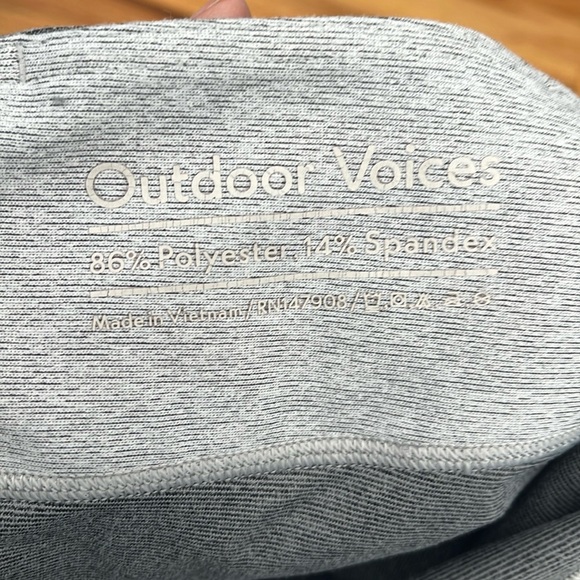 Outdoor Voices
86% Polyester, 14% Spandex
Made in Vietnam / RN147908 /